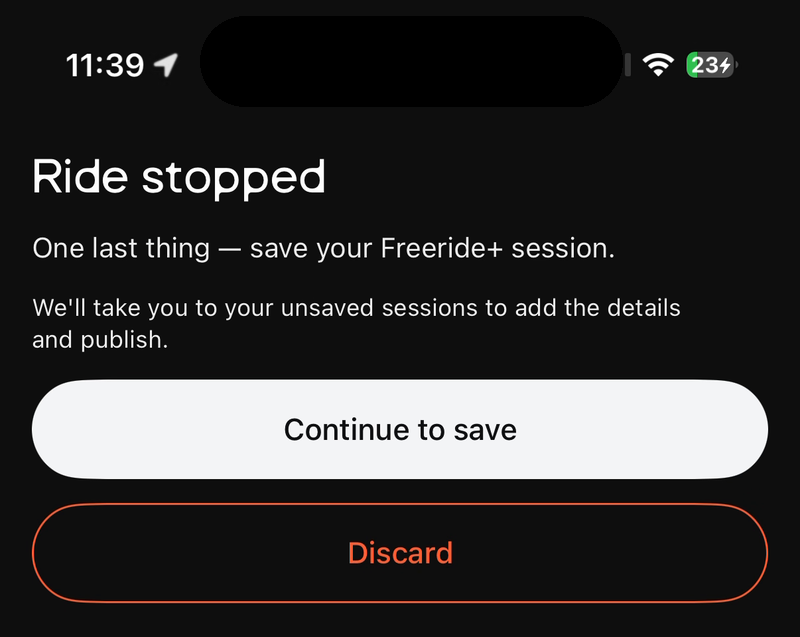 11:39
23
Ride stopped
One last thing — save your Freeride+ session.
We'll take you to your unsaved sessions to add the details
and publish.
Continue to save
Discard